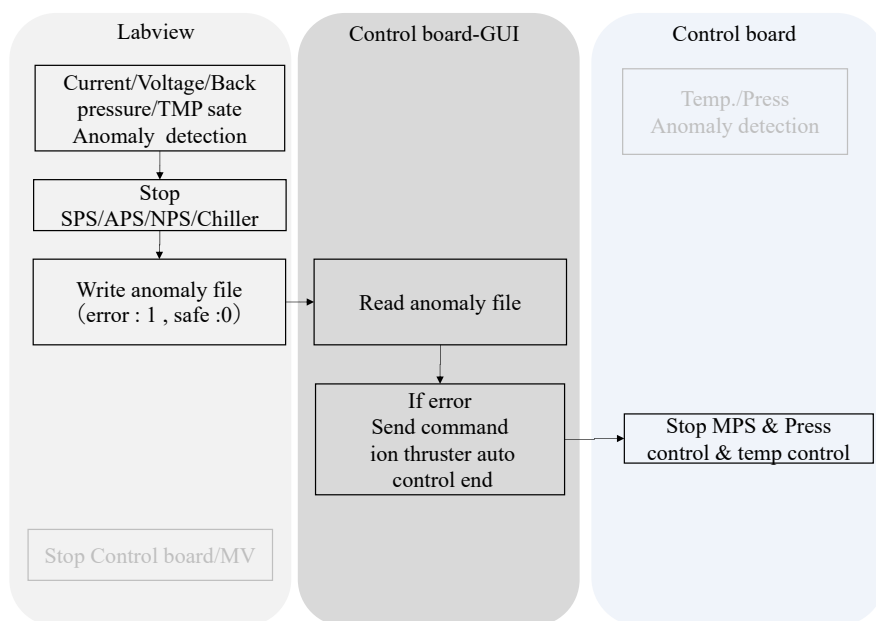 Labview
Current/Voltage/Back
pressure/TMP sate
Anomaly  detection
Stop
SPS/APS/NPS/Chiller
Write anomaly file
（error : 1 , safe :0）
Stop Control board/MV
Control board-GUI
Read anomaly file
If error
Send command
ion thruster auto
control end
Control board
Temp./Press
Anomaly detection
Stop MPS & Press
control & temp control